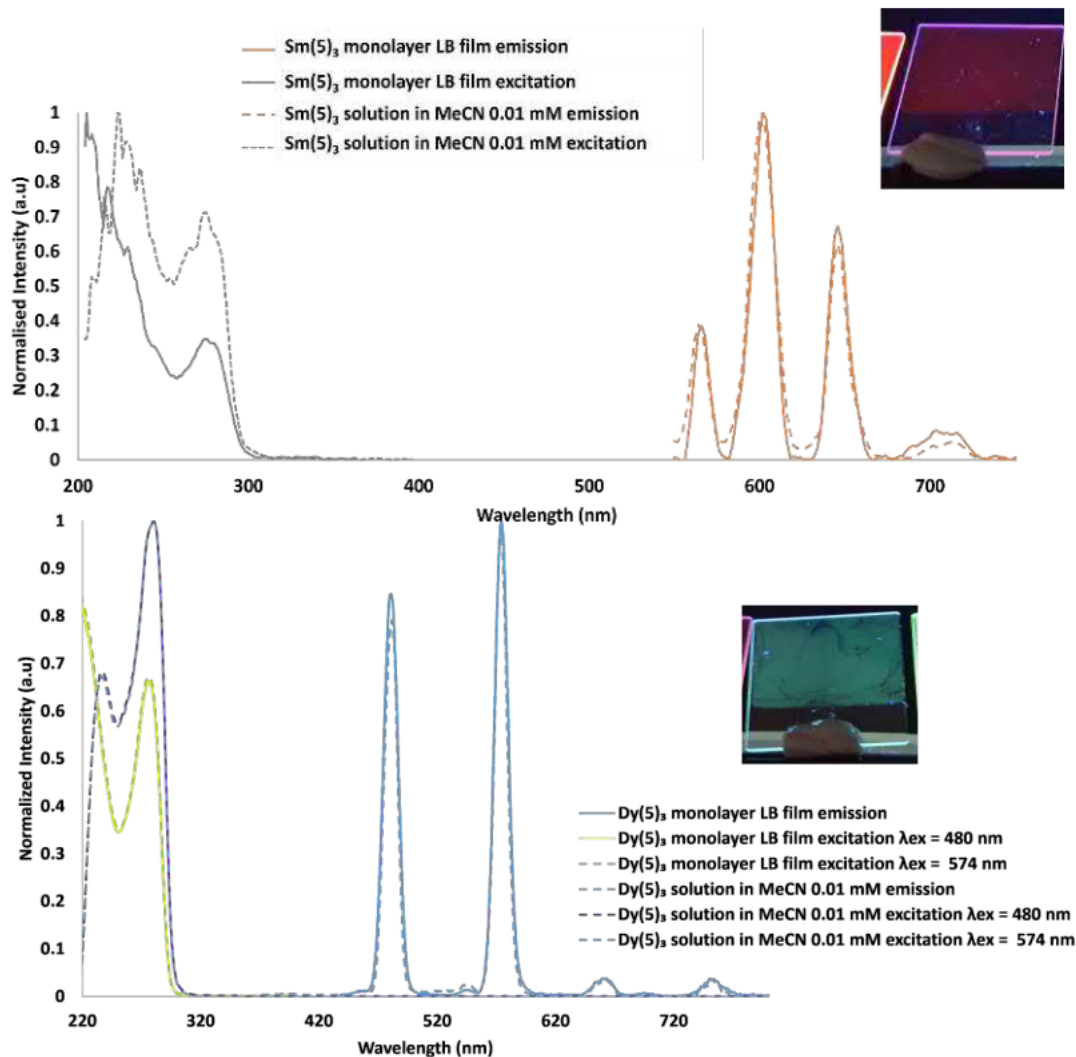 Sm(5)₃ monolayer LB film emission
Sm(5)₃ monolayer LB film excitation
Sm(5)₃ solution in MeCN 0.01 mM emission
Sm(5)₃ solution in MeCN 0.01 mM excitation
Normalised Intensity (a.u)
1
0.9
0.8
0.7
0.6
0.5
0.4
0.3
0.2
0.1
0
200 300 400 500 600 700
Wavelength (nm)
Normalized Intensity (a.u)
1
0.9
0.8
0.7
0.6
0.5
0.4
0.3
0.2
0.1
0
Dy(5)₃ monolayer LB film emission
Dy(5)₃ monolayer LB film excitation λex = 480 nm
Dy(5)₃ monolayer LB film excitation λex = 574 nm
Dy(5)₃ solution in MeCN 0.01 mM emission
Dy(5)₃ solution in MeCN 0.01 mM excitation λex = 480 nm
Dy(5)₃ solution in MeCN 0.01 mM excitation λex = 574 nm
220 320 420 520 620 720
Wavelength (nm)